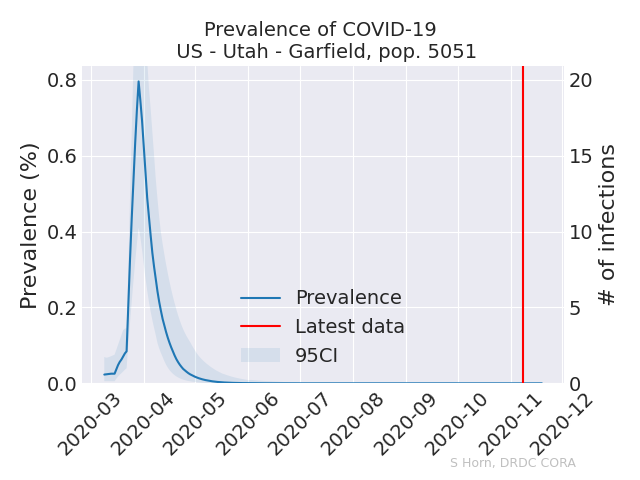 Prevalence of COVID-19
US - Utah - Garfield, pop. 5051
Prevalence (%)
0.8
0.6
0.4
0.2
0.0
20
15
10
5
0
# of infections
Prevalence
Latest data
95CI
2020-03
2020-04
2020-05
2020-06
2020-07
2020-08
2020-09
2020-10
2020-11
2020-12
S Horn, DRDC CORA